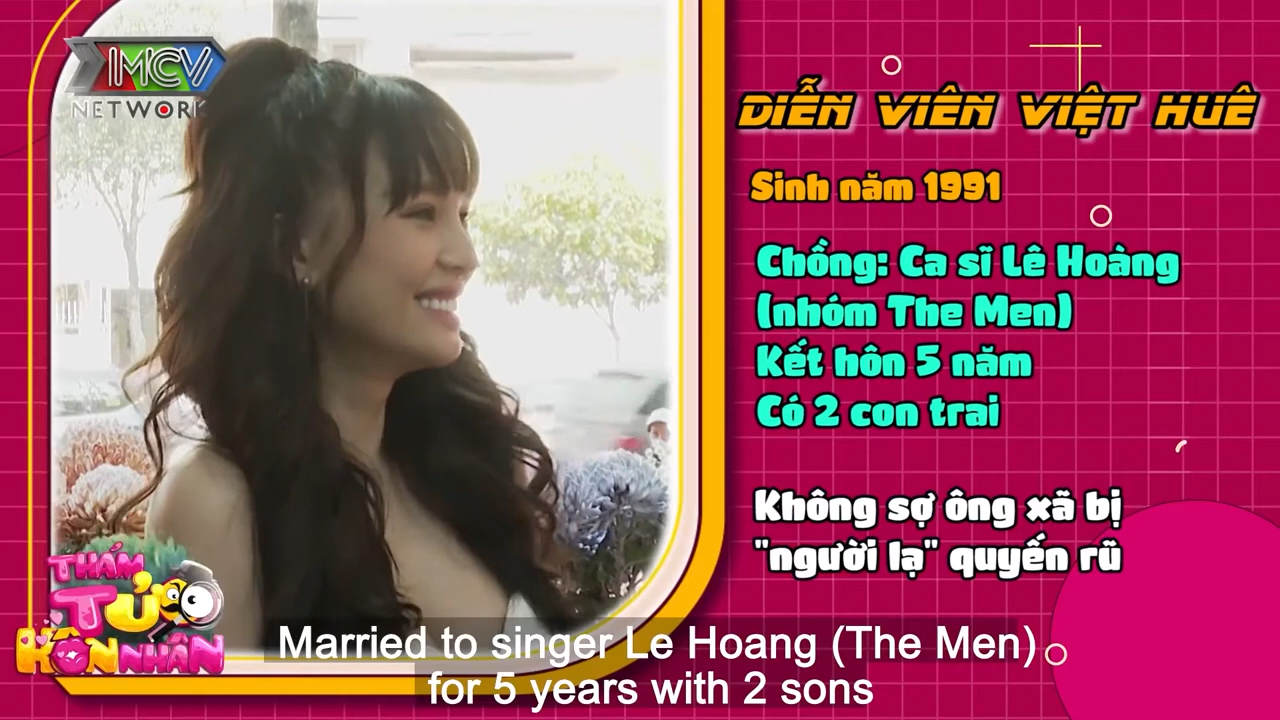 MCV
NETWORK
DIỄN VIÊN VIỆT HUÊ
Sinh năm 1991
Chồng: Ca sĩ Lê Hoàng
(nhóm The Men)
Kết hôn 5 năm
Có 2 con trai
Không sợ ông xã bị
"người lạ" quyến rũ
THÁM
TỬ
HÔN NHÂN
Married to singer Le Hoang (The Men)
for 5 years with 2 sons